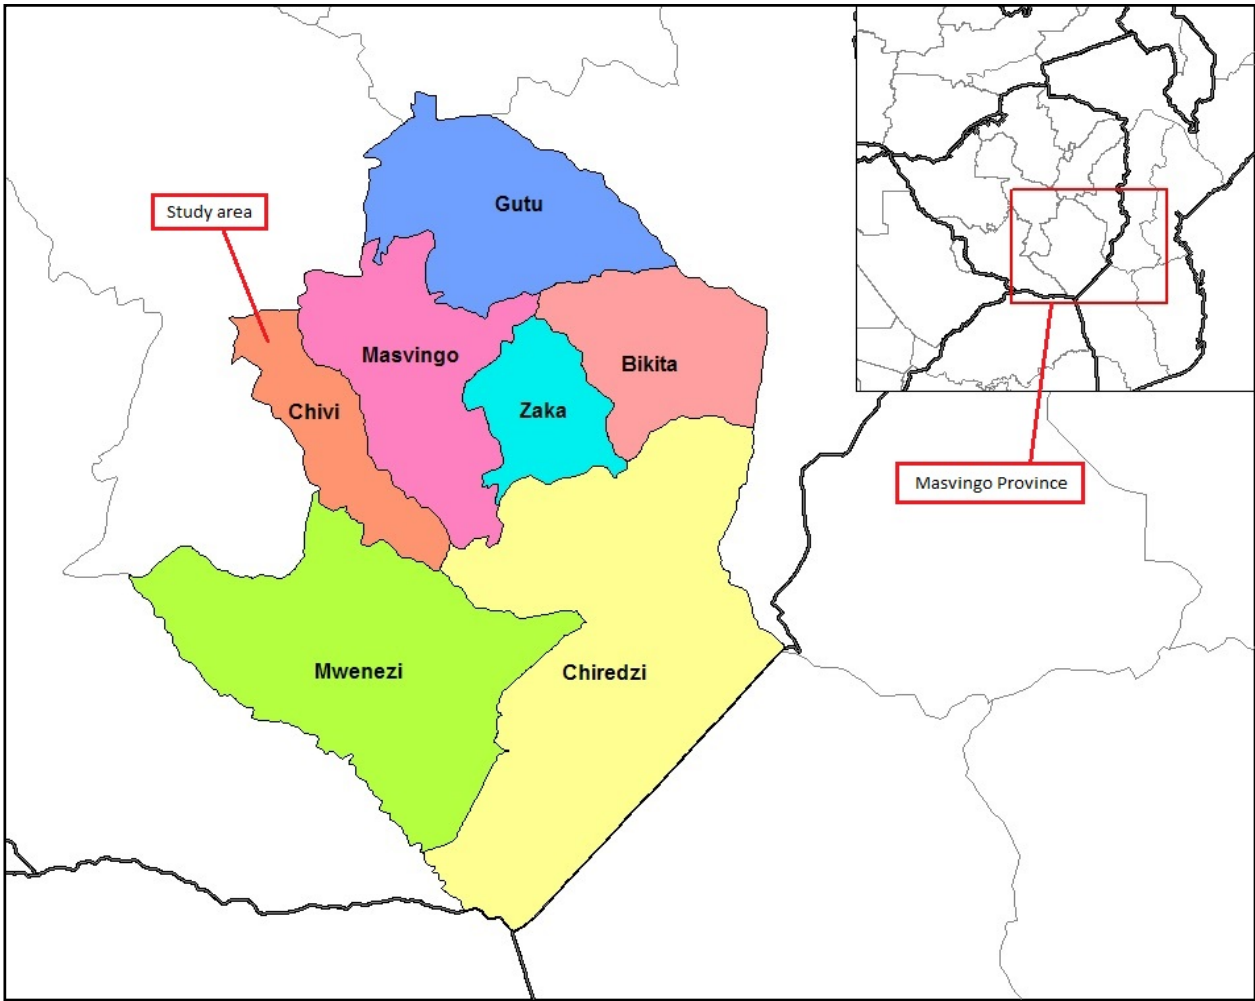 Gutu
Study area
Masvingo
Bikita
Chivi
Zaka
Masvingo Province
Mwenezi
Chiredzi